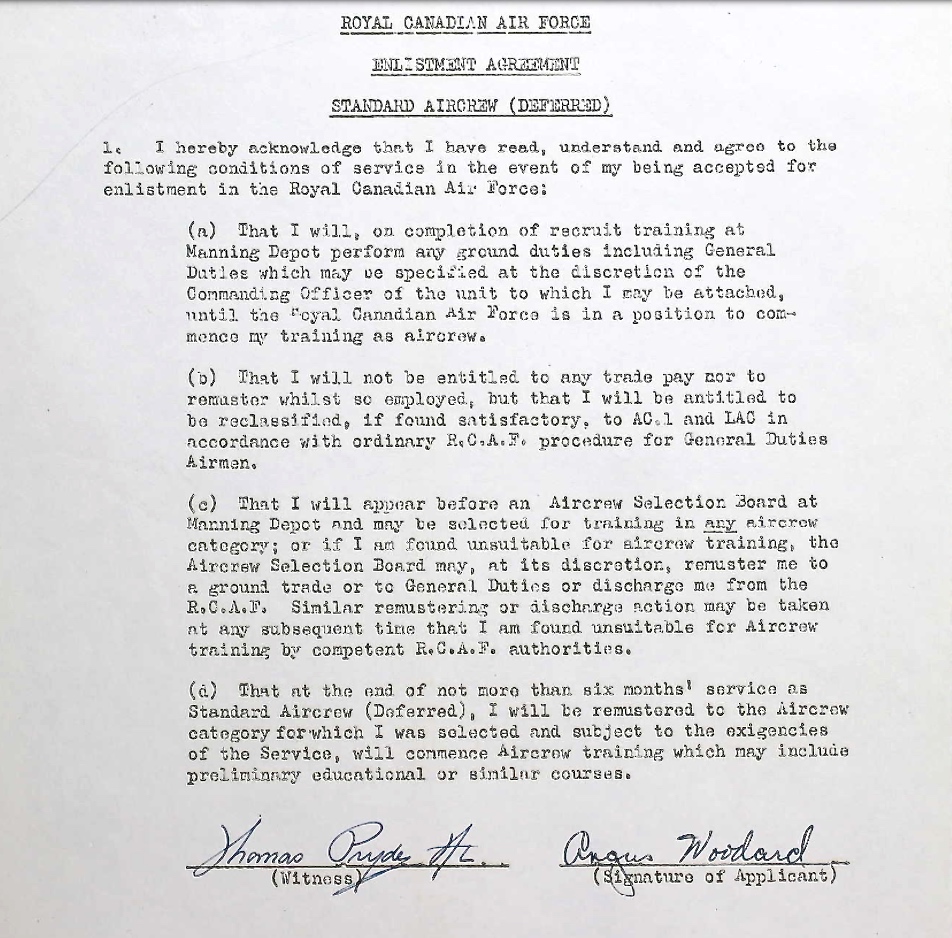 ROYAL CANADIAN AIR FORCE
ENLISTMENT AGREEMENT
STANDARD AIRCREW (DEFERRED)
1. I hereby acknowledge that I have read, understand and agree to the
following conditions of service in the event of my being accepted for
enlistment in the Royal Canadian Air Force:
(a) That I will, on completion of recruit training at
Manning Depot perform any ground duties including General
Duties which may be specified at the discretion of the
Commanding Officer of the unit to which I may be attached,
until the Royal Canadian Air Force is in a position to com-
mence my training as aircrew.
(b) That I will not be entitled to any trade pay nor to
remuster whilst so employed, but that I will be antitled to
be reclassified, if found satisfactory, to AC.1 and LAC in
accordance with ordinary R.C.A.F. procedure for General Duties
Airmen.
(c) That I will appear before an Aircrew Selection Board at
Manning Depot and may be selected for training in any aircrew
category; or if I am found unsuitable for aircrew training, the
Aircrew Selection Board may, at its discretion, remuster me to
a ground trade or to General Duties or discharge me from the
R.C.A.F. Similar remustering or discharge action may be taken
at any subsequent time that I am found unsuitable for Aircrew
training by competent R.C.A.F. authorities.
(d) That at the end of not more than six months' service as
Standard Aircrew (Deferred), I will be remustered to the Aircrew
category for which I was selected and subject to the exigencies
of the Service, will commence Aircrew training which may include
preliminary educational or similar courses.
Thomas Pryde Angus Woodard
(Witness) (Signature of Applicant)